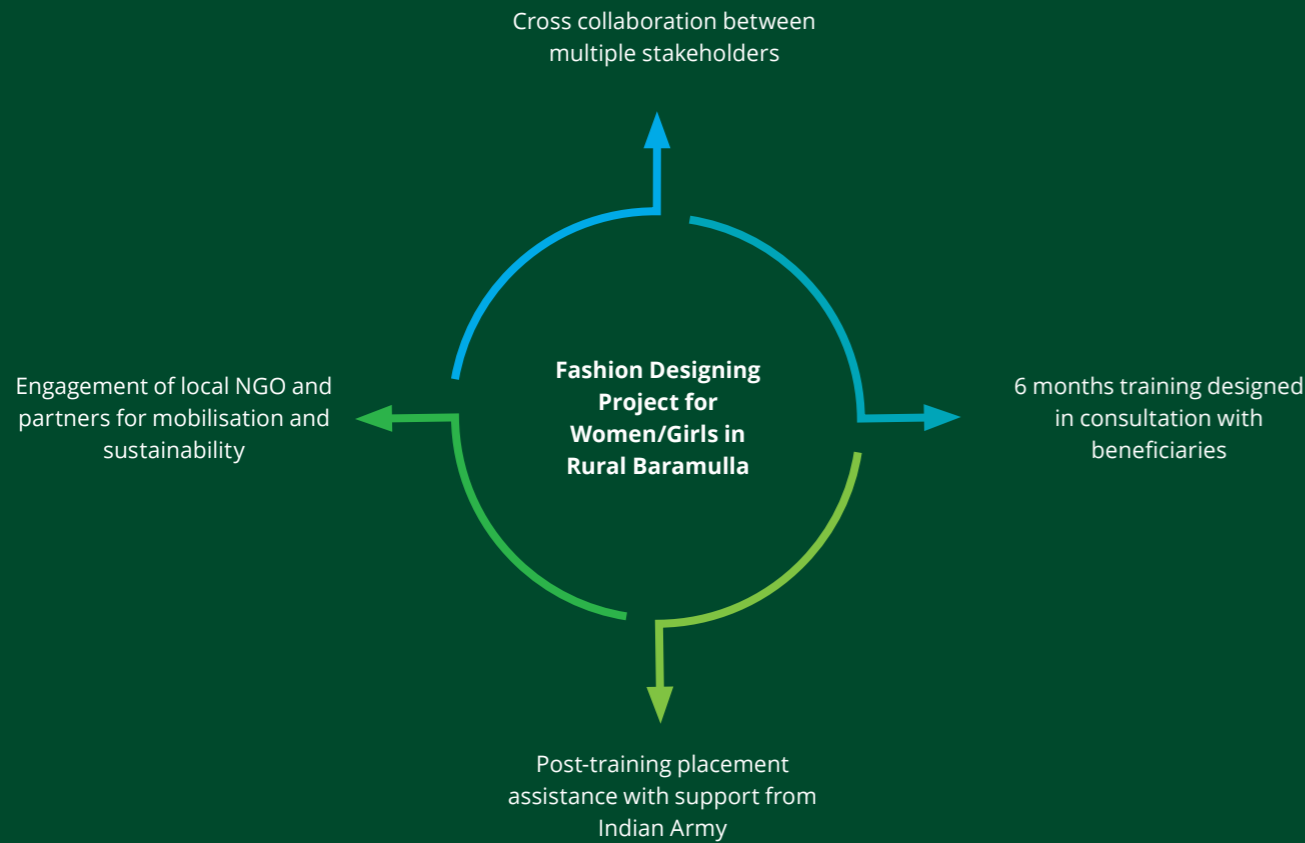 Cross collaboration between
multiple stakeholders
Fashion Designing
Project for
Women/Girls in
Rural Baramulla
Engagement of local NGO and
partners for mobilisation and
sustainability
6 months training designed
in consultation with
beneficiaries
Post-training placement
assistance with support from
Indian Army